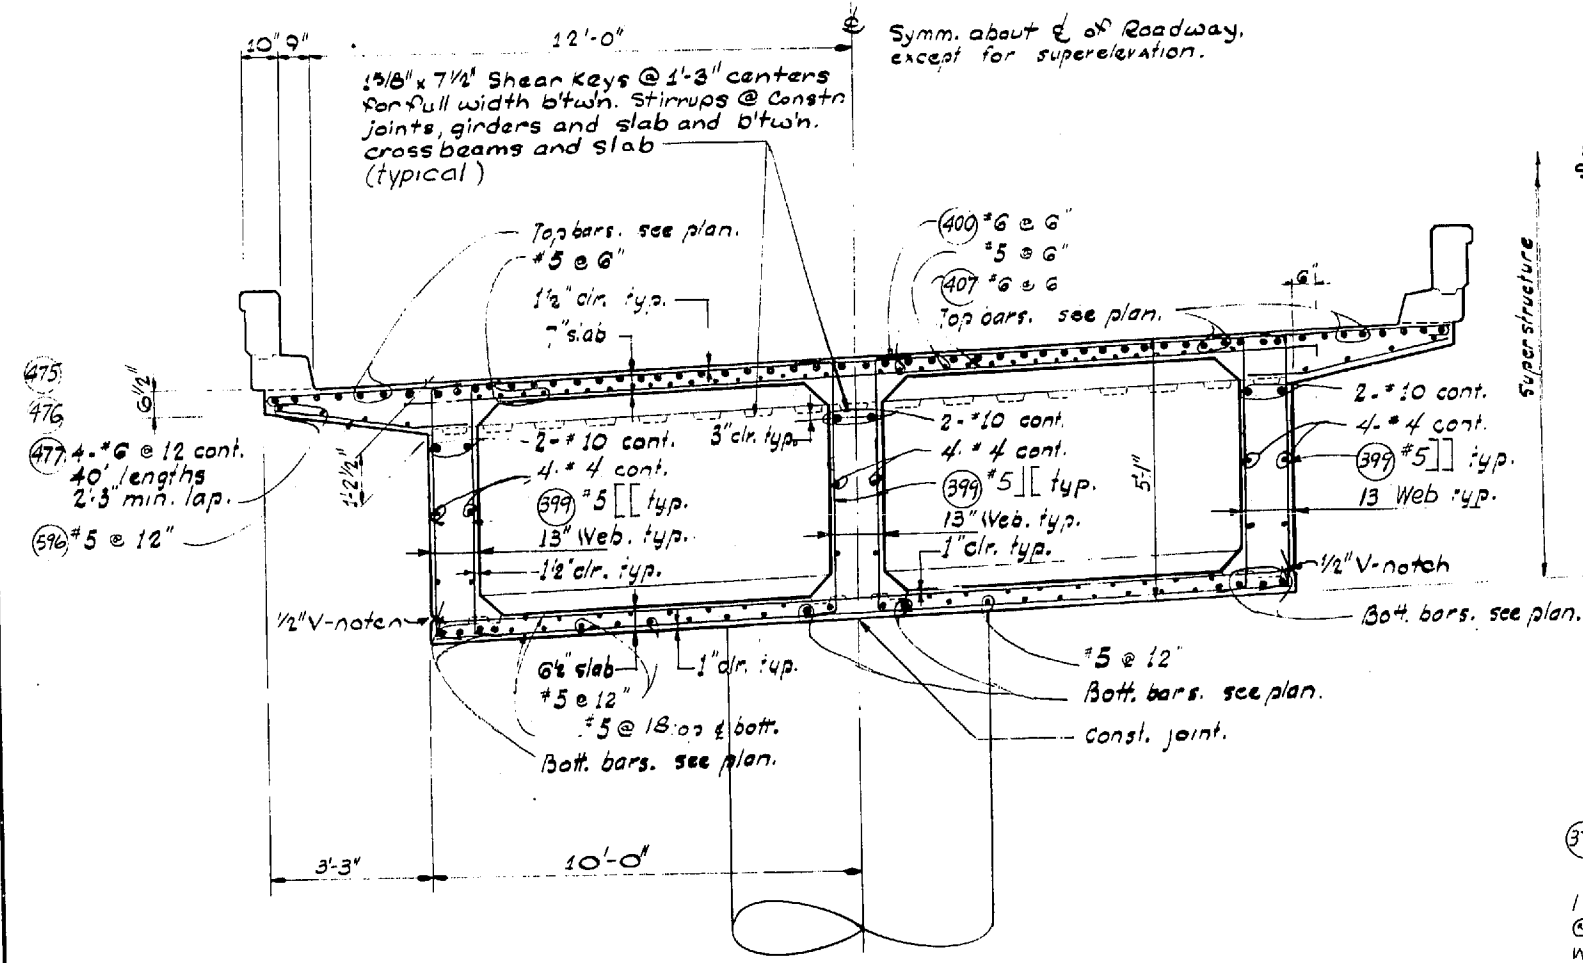 10" 9"
12'-0"
℄
Symm. about ℄ of Roadway,
except for superelevation.
1 5/8" x 7 1/2" Shear Keys @ 1'-3" centers
for full width b'tw'n. Stirrups @ Constr
joints, girders and slab and b'tw'n.
cross beams and slab
(typical)
Top bars. see plan.
#5 @ 6"
1 1/2" clr. typ.
7" slab
400 #6 @ 6"
#5 @ 6"
407 #6 @ 6
Top bars. see plan.
6"
Superstructure
475
476
477 4-#6 @ 12 cont.
40' lengths
2'-3" min. lap.
596 #5 @ 12"
6 1/2"
2-#10 cont.
4-#4 cont.
399 #5 [[ typ.
13" Web. typ.
1 1/2" clr. typ.
3" clr. typ.
2-#10 cont.
4-#4 cont.
399 #5 ][ typ.
13" Web. typ.
1" clr. typ.
5'-1"
2-#10 cont.
4-#4 cont.
399 #5 ]] typ.
13 Web typ.
1/2" V-notch
Bott. bars. see plan.
1/2" V-notch
6 1/2" slab
1" clr. typ.
#5 @ 12"
#5 @ 18 top & bott.
Bott. bars. see plan.
#5 @ 12"
Bott. bars. see plan.
Const. joint.
3'-3"
10'-0"